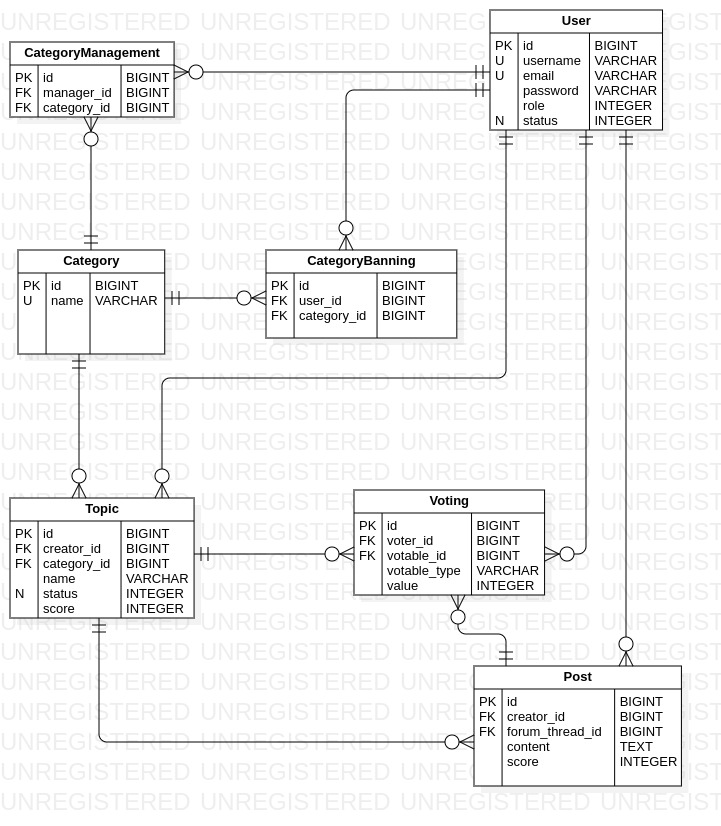 User
PK id BIGINT
U username VARCHAR
U email VARCHAR
password VARCHAR
role INTEGER
N status INTEGER
CategoryManagement
PK id BIGINT
FK manager_id BIGINT
FK category_id BIGINT
Category
PK id BIGINT
U name VARCHAR
CategoryBanning
PK id BIGINT
FK user_id BIGINT
FK category_id BIGINT
Topic
PK id BIGINT
FK creator_id BIGINT
FK category_id BIGINT
name VARCHAR
N status INTEGER
score INTEGER
Voting
PK id BIGINT
FK voter_id BIGINT
FK votable_id BIGINT
votable_type VARCHAR
value INTEGER
Post
PK id BIGINT
FK creator_id BIGINT
FK forum_thread_id BIGINT
content TEXT
score INTEGER
UNREGISTERED UNREGISTERED UNREGISTERED UNREGIST